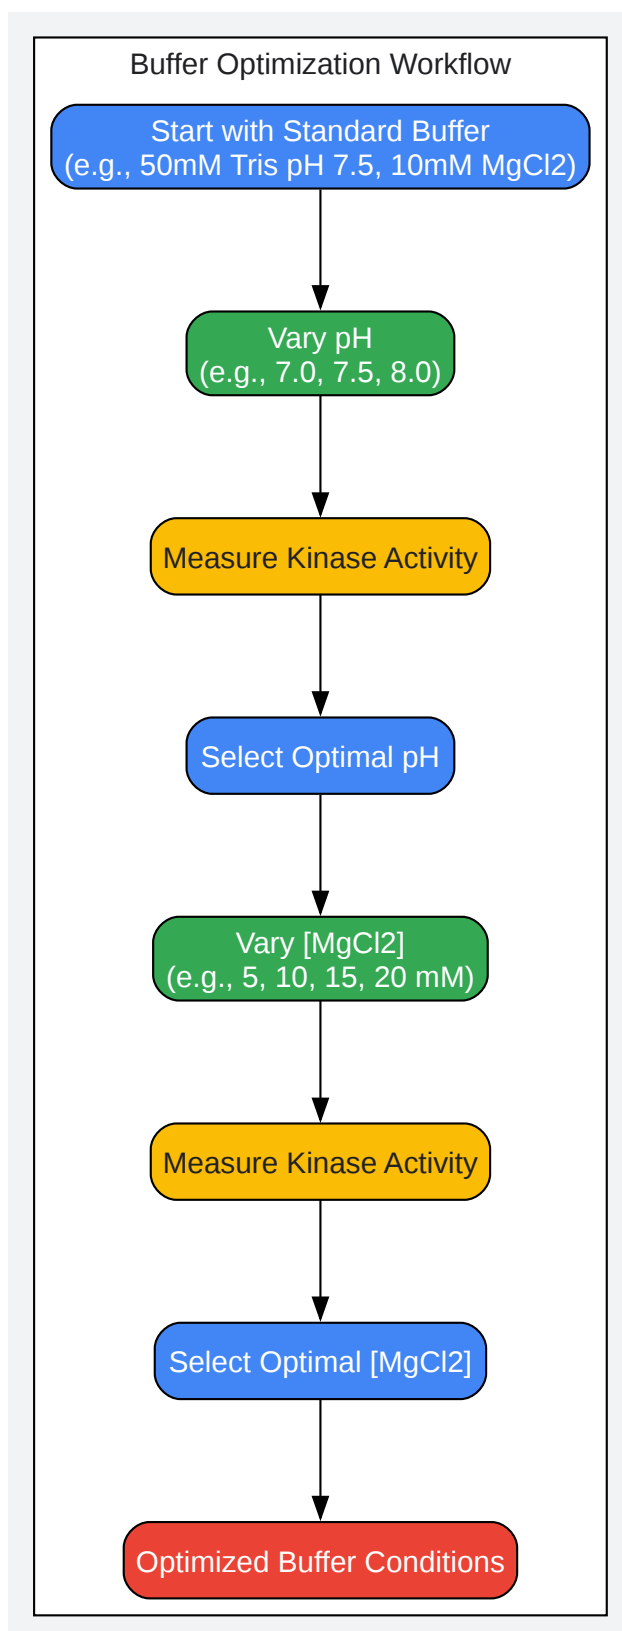 Buffer Optimization Workflow
Start with Standard Buffer
(e.g., 50mM Tris pH 7.5, 10mM MgCl2)
Vary pH
(e.g., 7.0, 7.5, 8.0)
Measure Kinase Activity
Select Optimal pH
Vary [MgCl2]
(e.g., 5, 10, 15, 20 mM)
Measure Kinase Activity
Select Optimal [MgCl2]
Optimized Buffer Conditions